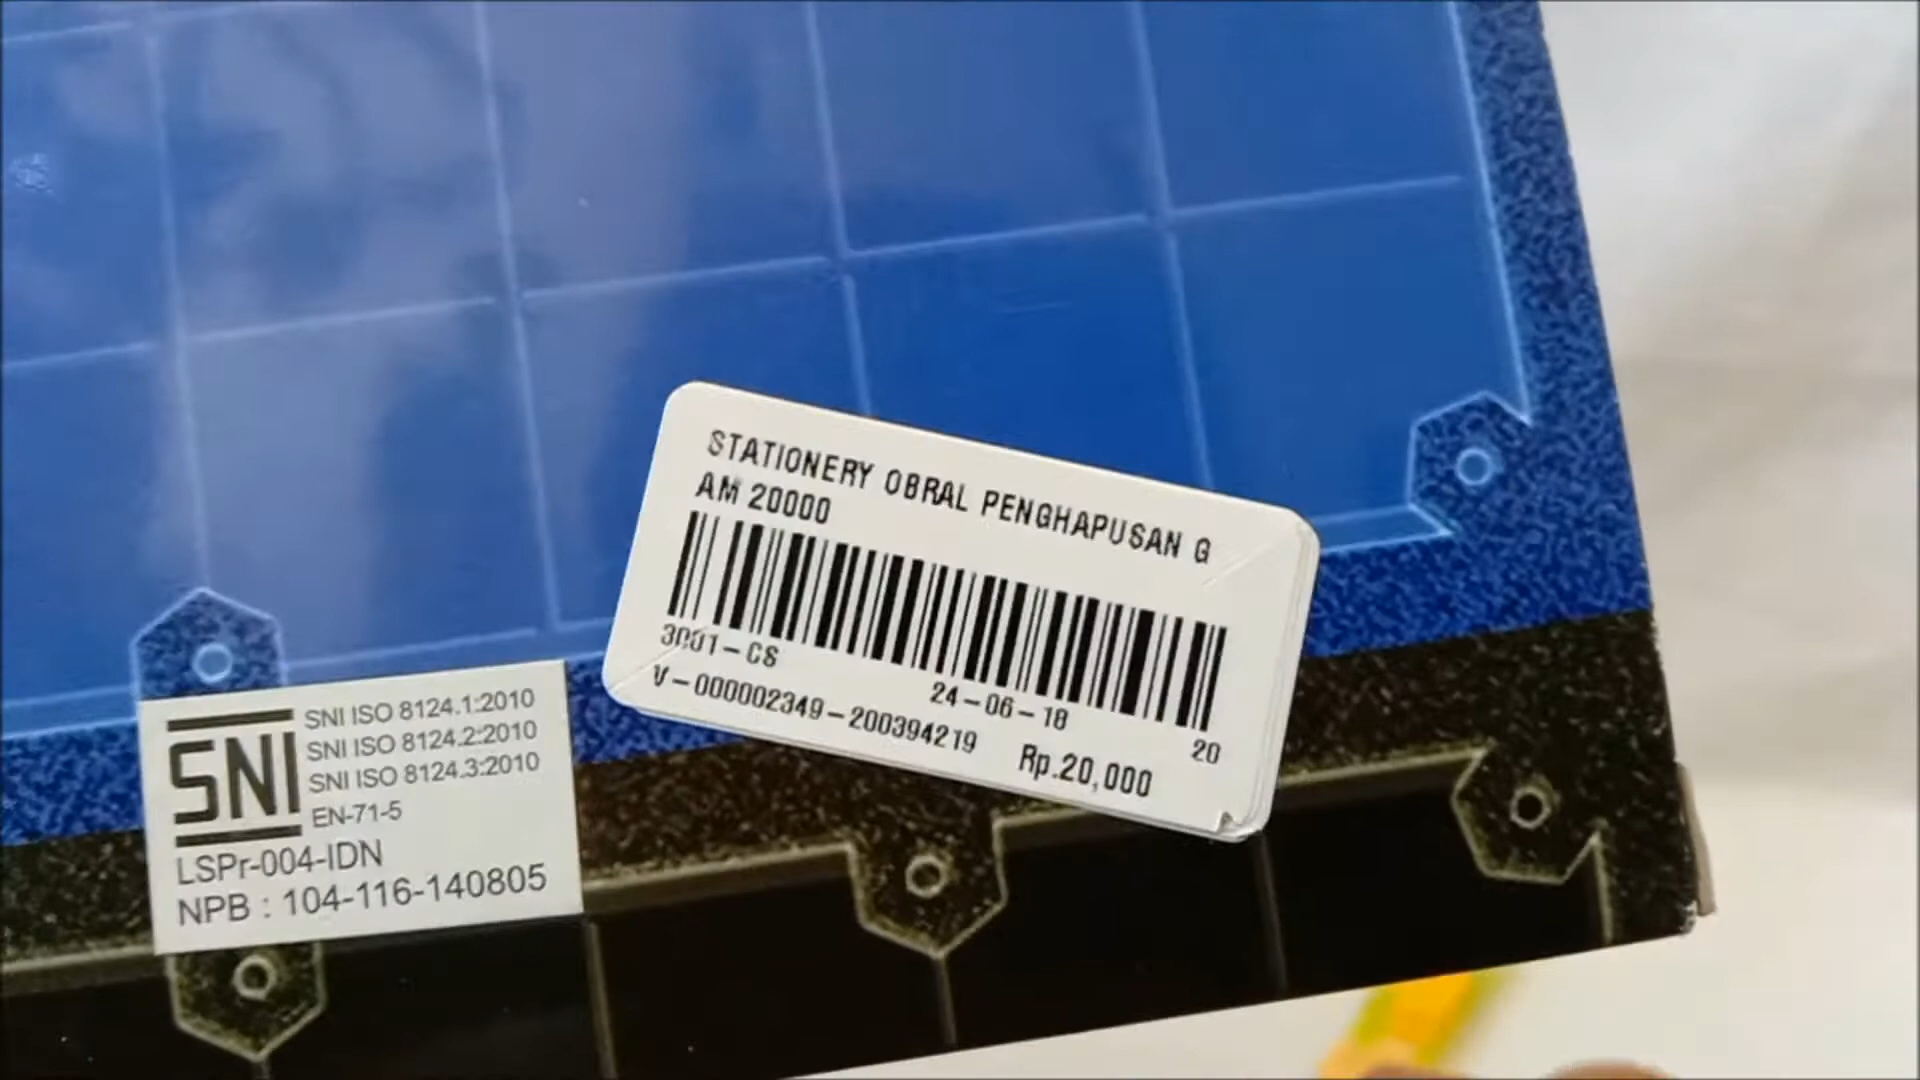 STATIONERY OBRAL PENGHAPUSAN G
AM 20000
3001-CS
24-06-18
20
V-000002349-200394219
Rp.20,000
SNI
SNI ISO 8124.1:2010
SNI ISO 8124.2:2010
SNI ISO 8124.3:2010
EN-71-5
LSPr-004-IDN
NPB : 104-116-140805